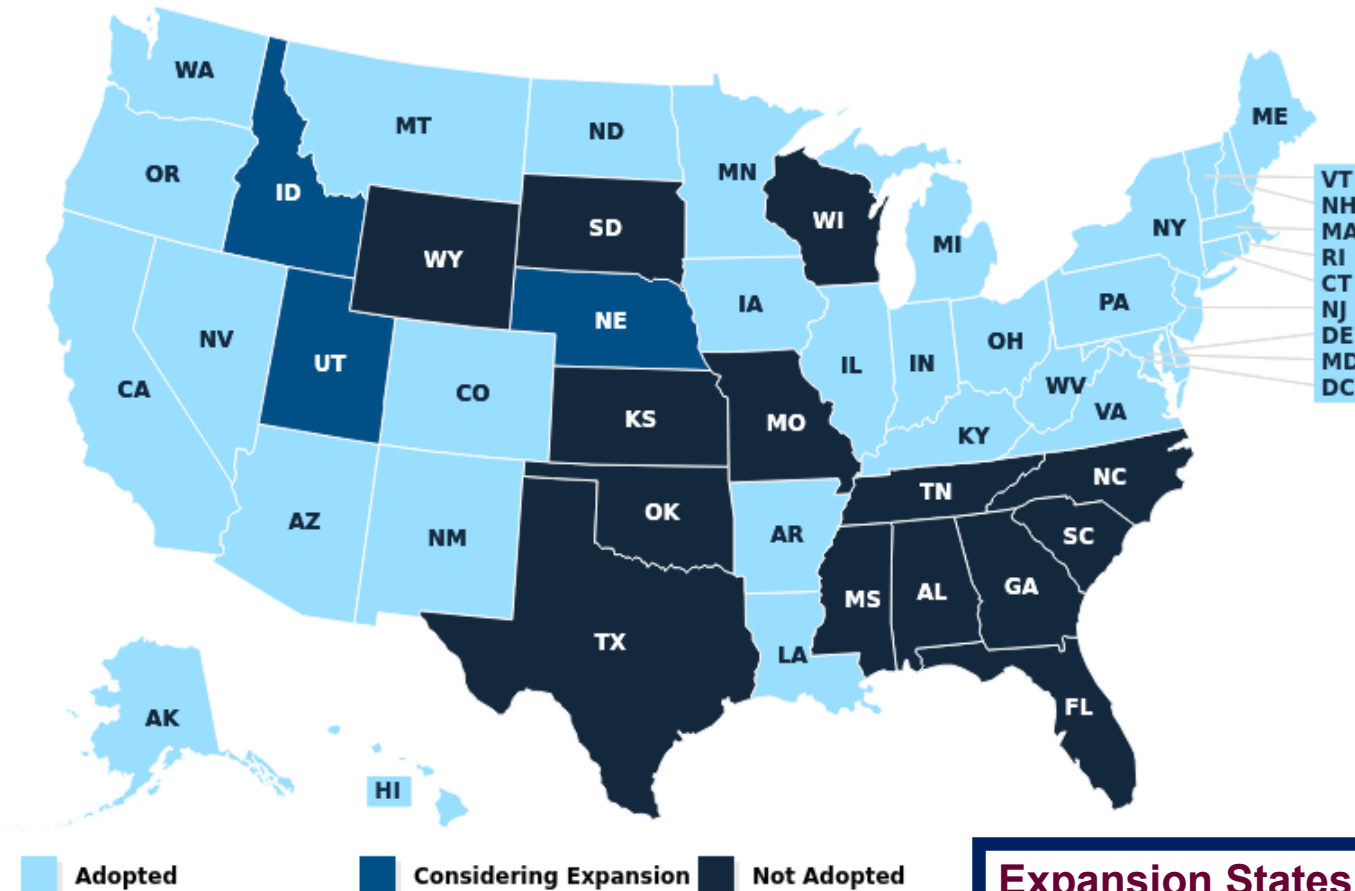 WA
MT
ND
MN
ME
OR
ID
SD
WI
MI
NY
VT
NH
MA
RI
CT
NJ
DE
MD
DC
WY
IA
NE
PA
NV
UT
CO
IL
IN
OH
WV
VA
CA
KS
MO
KY
AZ
NM
OK
AR
TN
NC
SC
MS
AL
GA
TX
LA
FL
AK
HI
Adopted
Considering Expansion
Not Adopted
Expansion States